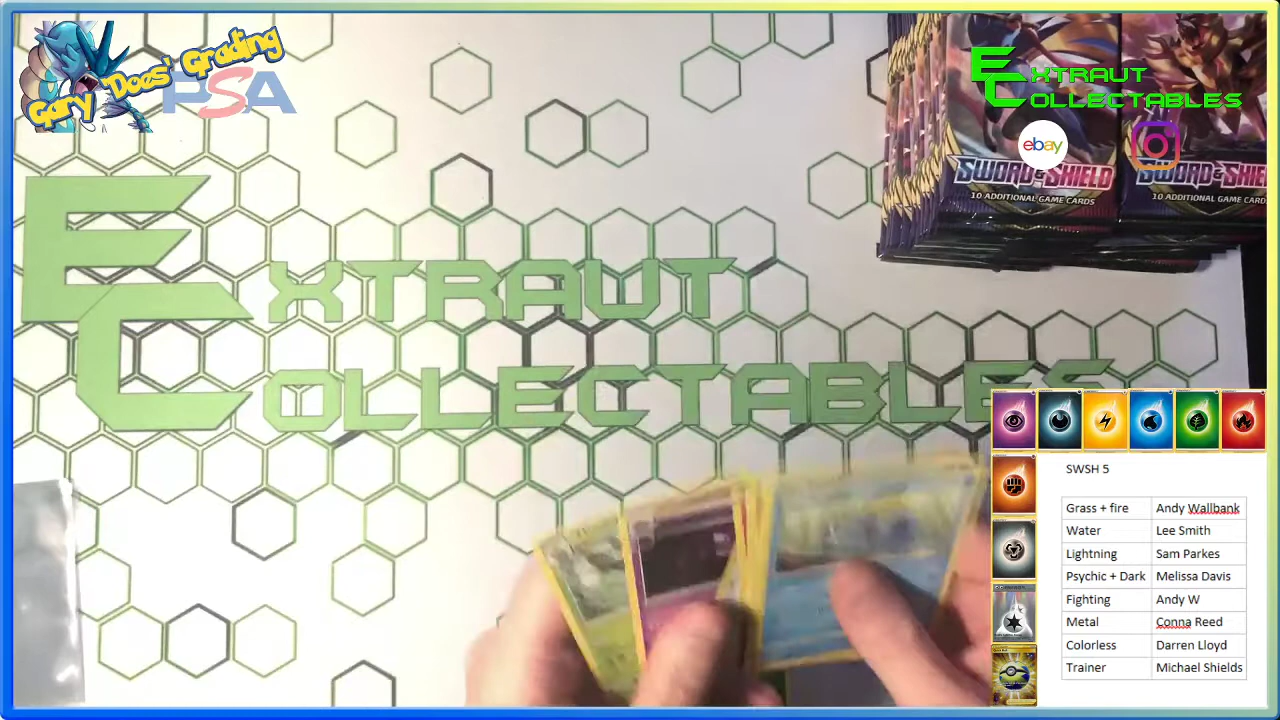 Gary Does' Grading
PSA
EXTRAUT
COLLECTABLES
ebay
SWORD & SHIELD
10 ADDITIONAL GAME CARDS
SWORD & SHIE
10 ADDITIONAL GAME CARD
EXTRAUT
COLLECTABLES
SWSH 5
Grass + fire Andy Wallbank
Water Lee Smith
Lightning Sam Parkes
Psychic + Dark Melissa Davis
Fighting Andy W
Metal Conna Reed
Colorless Darren Lloyd
Trainer Michael Shields